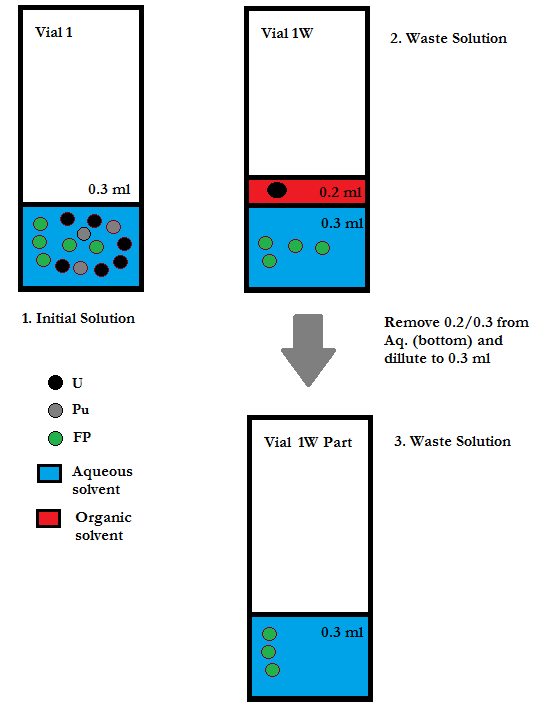 Vial 1
0.3 ml
1. Initial Solution
U
Pu
FP
Aqueous
solvent
Organic
solvent
Vial 1W
0.2 ml
0.3 ml
2. Waste Solution
Remove 0.2/0.3 from
Aq. (bottom) and
dillute to 0.3 ml
Vial 1W Part
0.3 ml
3. Waste Solution